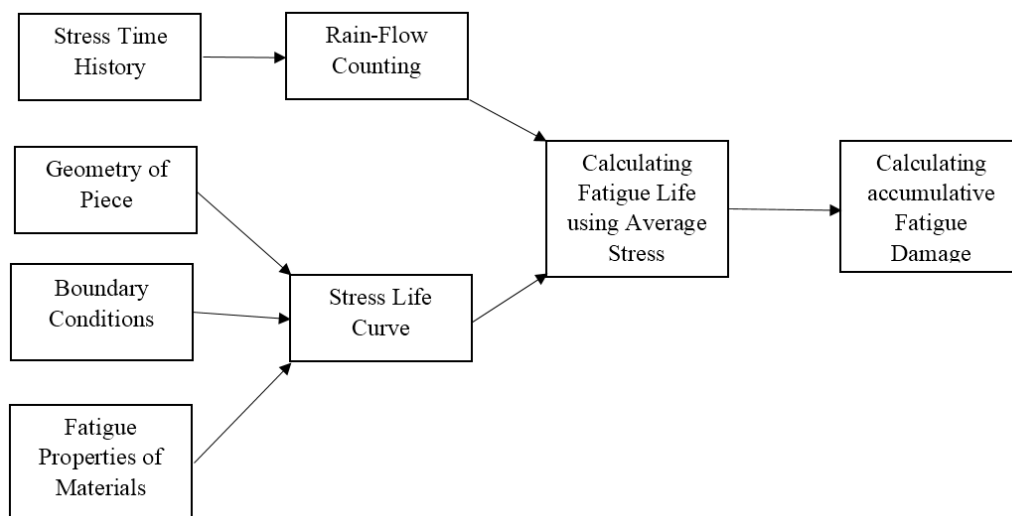 Stress Time
History
Rain-Flow
Counting
Geometry of
Piece
Boundary
Conditions
Fatigue
Properties of
Materials
Stress Life
Curve
Calculating
Fatigue Life
using Average
Stress
Calculating
accumulative
Fatigue
Damage